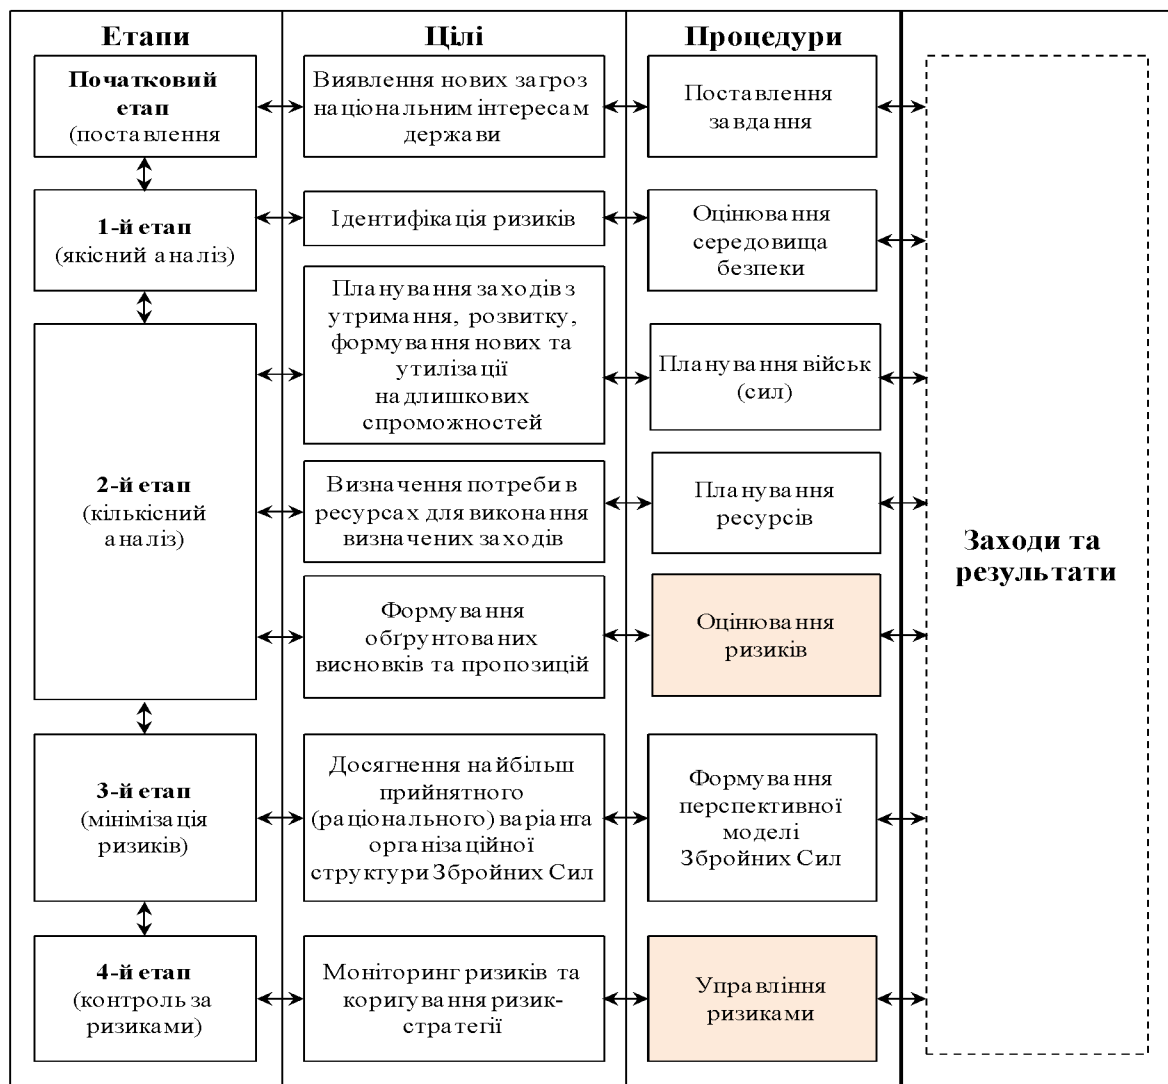 Етапи
Цілі
Процедури
Початковий
етап
(поставлення
Виявлення нових загроз
національним інтересам
держави
Поставлення
завдання
1-й етап
(якісний аналіз)
Ідентифікація ризиків
Оцінювання
середовища
безпеки
2-й етап
(кількісний
аналіз)
Планування заходів з
утримання, розвитку,
формування нових та
утилізації
надлишкових
спроможностей
Планування військ
(сил)
Визначення потреби в
ресурсах для виконання
визначених заходів
Планування
ресурсів
Формування
обґрунтованих
висновків та пропозицій
Оцінювання
ризиків
3-й етап
(мінімізація
ризиків)
Досягнення найбільш
прийнятного
(раціонального) варіанта
організаційної
структури Збройних Сил
Формування
перспективної
моделі
Збройних Сил
4-й етап
(контроль за
ризиками)
Моніторинг ризиків та
коригування ризик-
стратегії
Управління
ризиками
Заходи та
результати